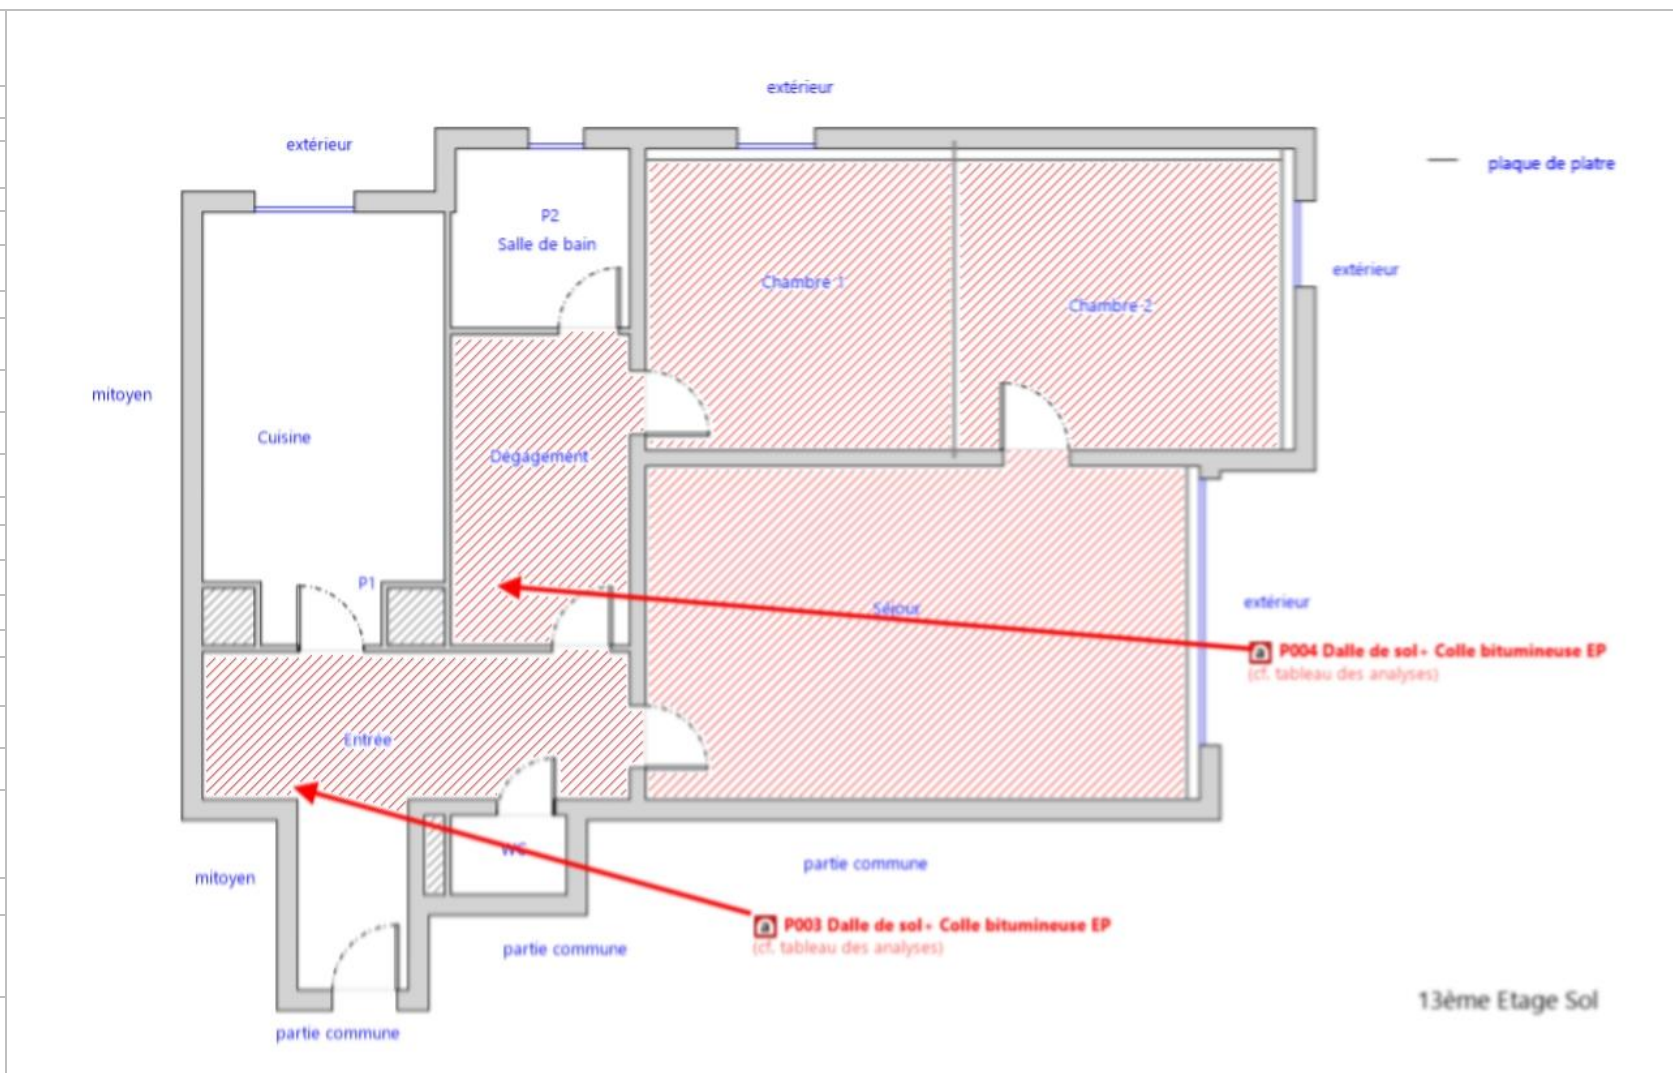 extérieur
extérieur
plaque de platre
P2
Salle de bain
extérieur
Chambre 1
Chambre 2
mitoyen
Cuisine
Dégagement
P1
extérieur
Séjour
a P004 Dalle de sol+ Colle bitumineuse EP
(cf. tableau des analyses)
Entrée
WC
partie commune
mitoyen
a P003 Dalle de sol+ Colle bitumineuse EP
(cf. tableau des analyses)
partie commune
13ème Etage Sol
partie commune